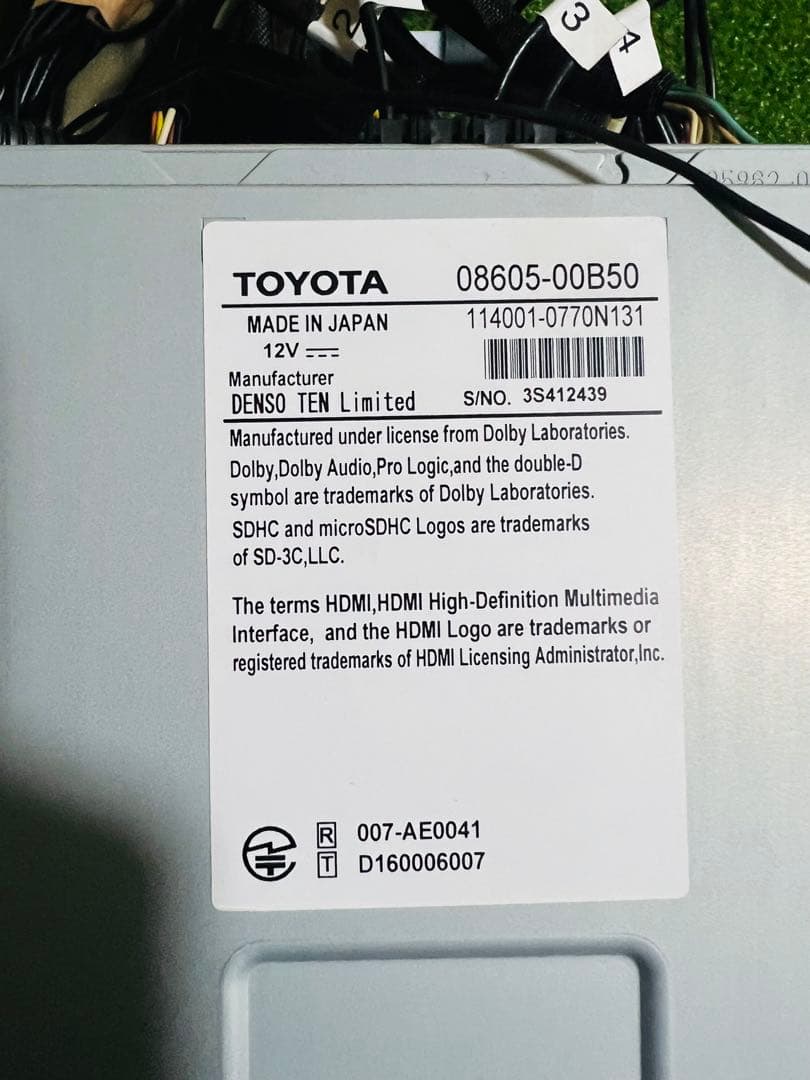 2
3
4
TOYOTA 08605-00B50
MADE IN JAPAN 114001-0770N131
12V
Manufacturer
DENSO TEN Limited S/NO. 3S412439
Manufactured under license from Dolby Laboratories.
Dolby,Dolby Audio,Pro Logic,and the double-D
symbol are trademarks of Dolby Laboratories.
SDHC and microSDHC Logos are trademarks
of SD-3C,LLC.
The terms HDMI,HDMI High-Definition Multimedia
Interface, and the HDMI Logo are trademarks or
registered trademarks of HDMI Licensing Administrator,Inc.
R 007-AE0041
T D160006007